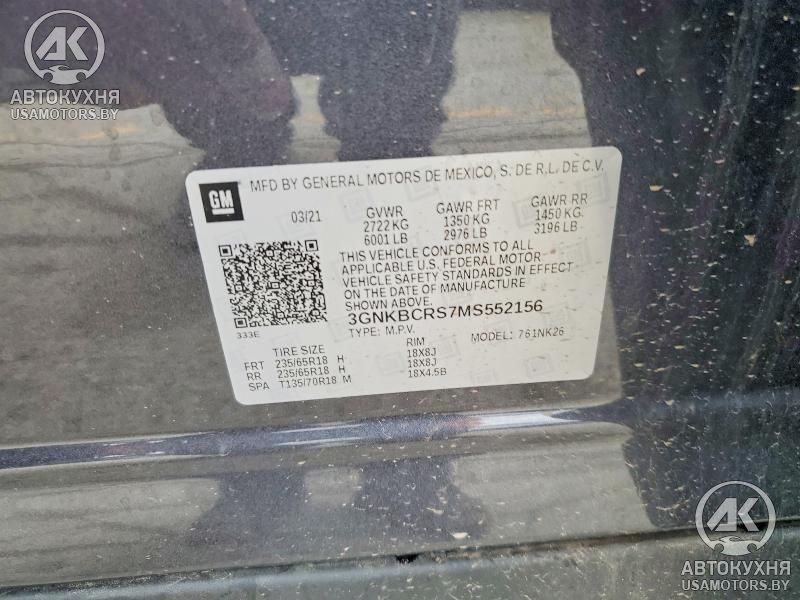 AK
АВТОКУХНЯ
USAMOTORS.BY
GM
MFD BY GENERAL MOTORS DE MEXICO, S. DE R.L. DE C.V.
03/21 GVWR GAWR FRT GAWR RR
2722 KG 1350 KG 1450 KG.
6001 LB 2976 LB 3196 LB
THIS VEHICLE CONFORMS TO ALL
APPLICABLE U.S. FEDERAL MOTOR
VEHICLE SAFETY STANDARDS IN EFFECT
ON THE DATE OF MANUFACTURE
SHOWN ABOVE.
333E
3GNKBCRS7MS552156
TYPE: M.P.V. MODEL: 761NK26
TIRE SIZE RIM
FRT 235/65R18 H 18X8J
RR 235/65R18 H 18X8J
SPA T135/70R18 M 18X4.5B
AK
АВТОКУХНЯ
USAMOTORS.BY